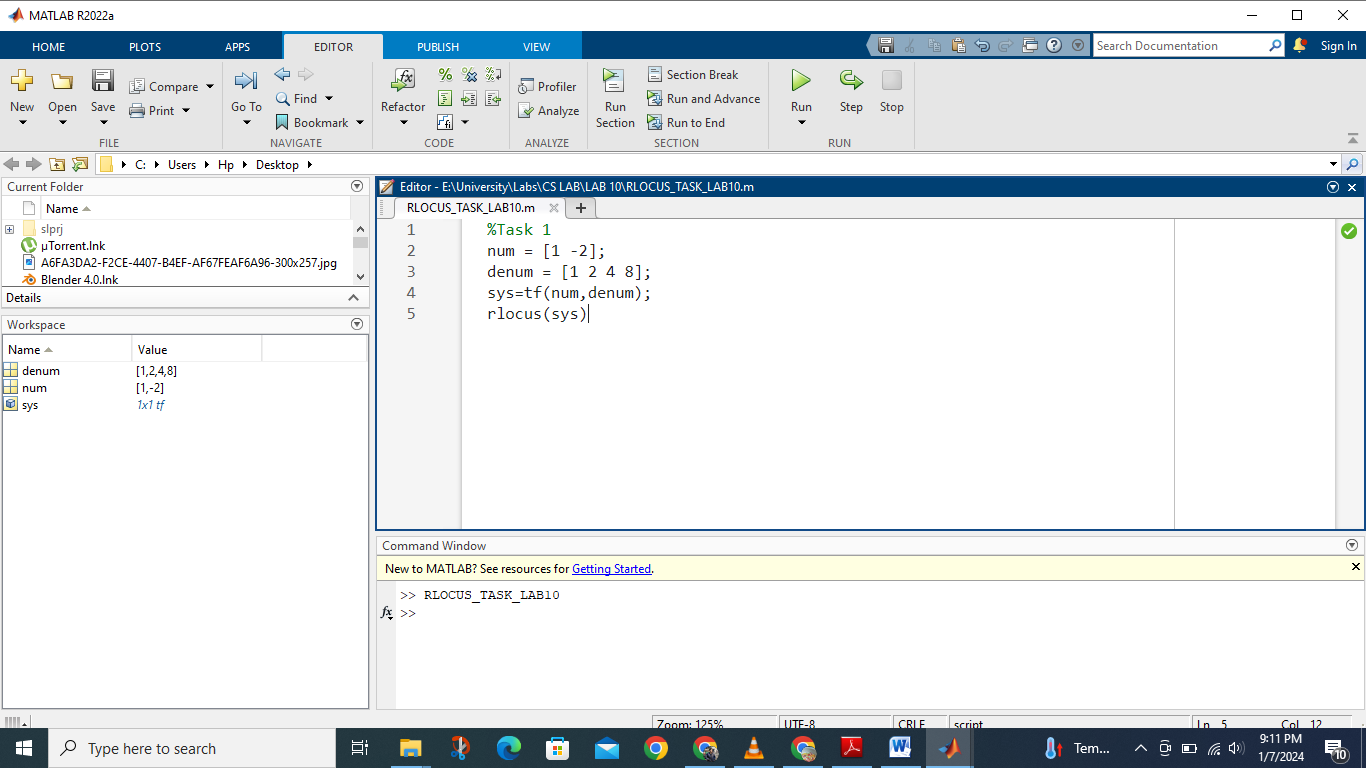 MATLAB R2022a
HOME PLOTS APPS EDITOR PUBLISH VIEW Search Documentation Sign In
New Open Save Compare Print
FILE
Go To Find Bookmark
NAVIGATE
Refactor
CODE
Profiler
Analyze
ANALYZE
Run Section
Section Break
Run and Advance
Run to End
SECTION
Run Step Stop
RUN
C: Users Hp Desktop
Current Folder
Name
slprj
µTorrent.lnk
A6FA3DA2-F2CE-4407-B4EF-AF67FEAF6A96-300x257.jpg
Blender 4.0.lnk
Details
Workspace
Name Value
denum [1,2,4,8]
num [1,-2]
sys 1x1 tf
Editor - E:\University\Labs\CS LAB\LAB 10\RLOCUS_TASK_LAB10.m
RLOCUS_TASK_LAB10.m
1 %Task 1
2 num = [1 -2];
3 denum = [1 2 4 8];
4 sys=tf(num,denum);
5 rlocus(sys)
Command Window
New to MATLAB? See resources for Getting Started.
>> RLOCUS_TASK_LAB10
fx >>
Zoom: 125% UTF-8 CRLF script Ln 5 Col 12
Type here to search
Tem...
9:11 PM
1/7/2024
10